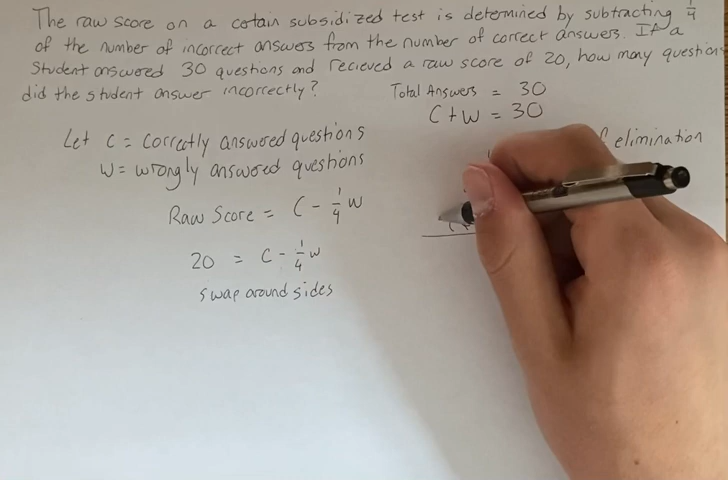 The raw score on a cetain subsidized test is determined by subtracting 1/4
of the number of incorrect answers from the number of correct answers. If a
student answered 30 questions and recieved a raw score of 20, how many question
did the student answer incorrectly?
Total Answers = 30
C + W = 30
Let C = Correctly answered questions
W = wrongly answered questions
elimination
Raw Score = C - 1/4 W
20 = C - 1/4 W
swap around sides